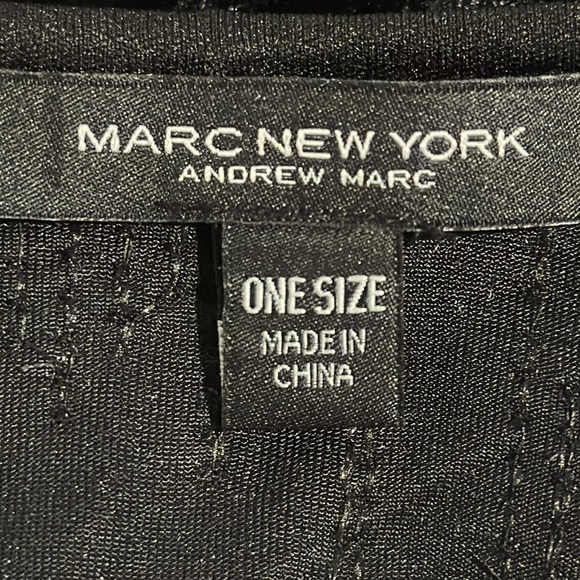 MARC NEW YORK
ANDREW MARC
ONE SIZE
MADE IN
CHINA